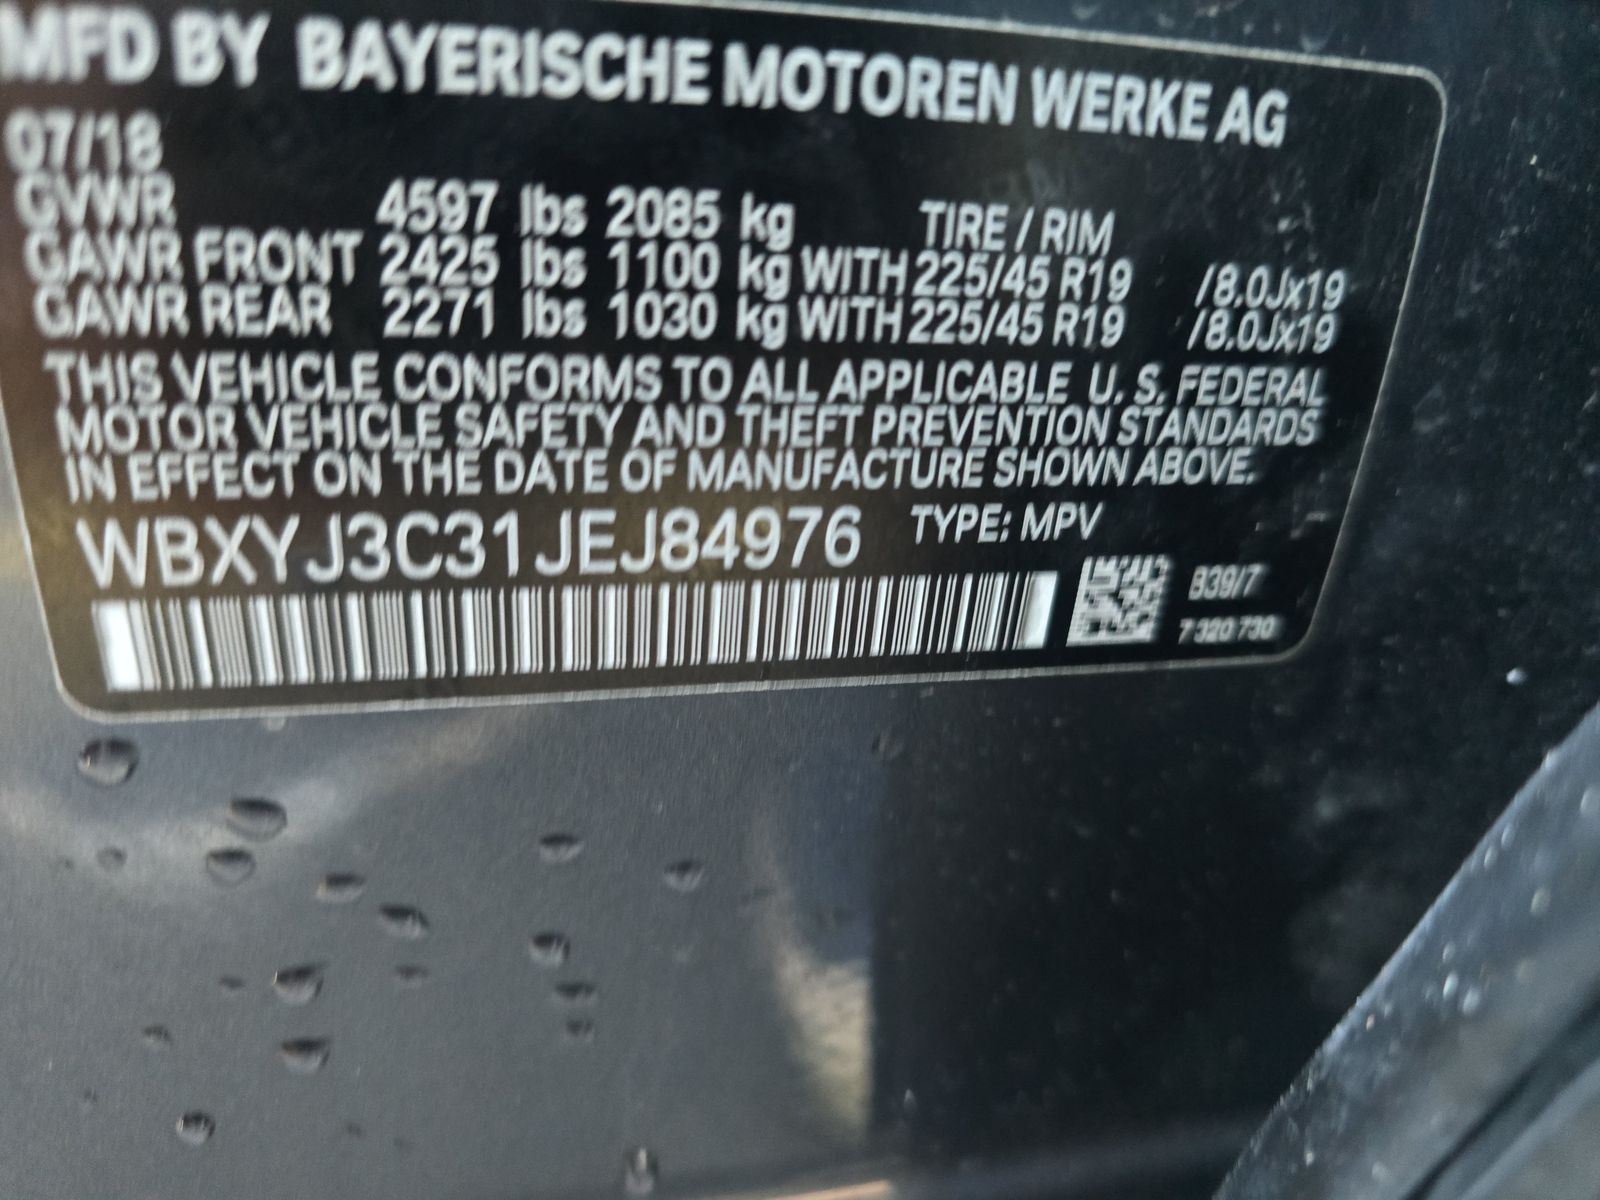 MFD BY BAYERISCHE MOTOREN WERKE AG
07/18
GVWR 4597 lbs 2085 kg TIRE / RIM
GAWR FRONT 2425 lbs 1100 kg WITH 225/45 R19 /8.0Jx19
GAWR REAR 2271 lbs 1030 kg WITH 225/45 R19 /8.0Jx19
THIS VEHICLE CONFORMS TO ALL APPLICABLE U. S. FEDERAL
MOTOR VEHICLE SAFETY AND THEFT PREVENTION STANDARDS
IN EFFECT ON THE DATE OF MANUFACTURE SHOWN ABOVE.
WBXYJ3C31JEJ84976 TYPE: MPV
B39/7
7 320 730